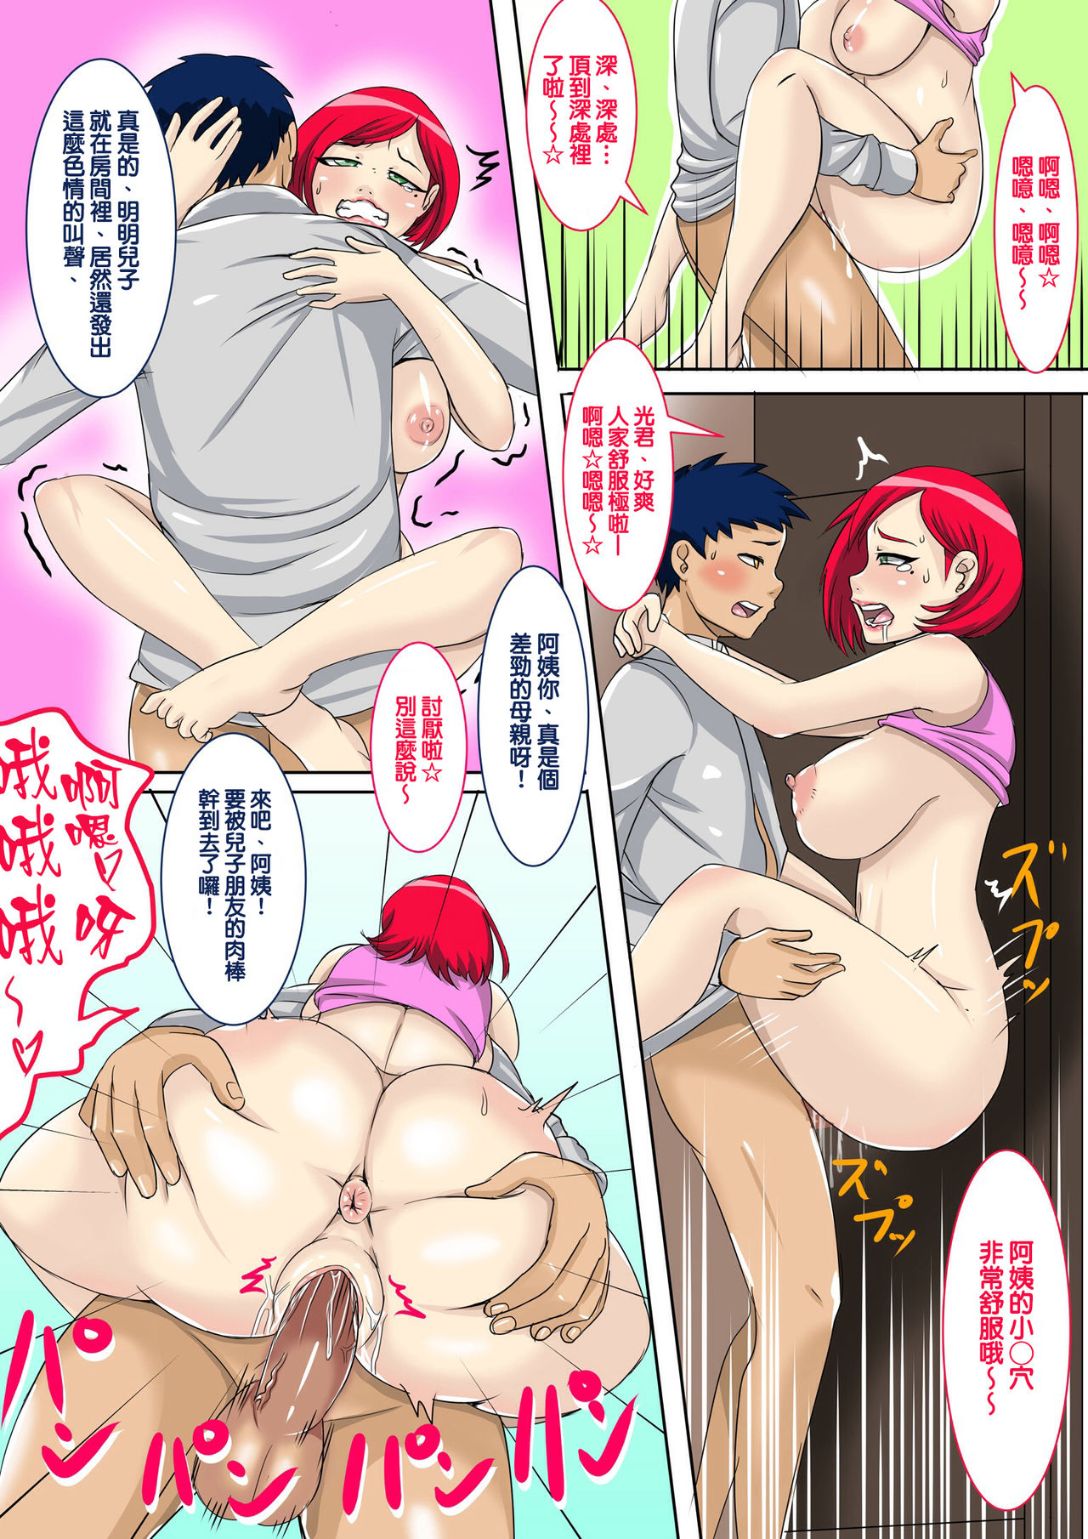 啊嗯、啊嗯☆
嗯噫、嗯噫～～
深、深處…
頂到深處裡
了啦～～☆
光君、好爽
人家舒服極啦ー
啊嗯☆嗯嗯～☆
ズプン
ズプッ
阿姨的小○穴
非常舒服哦～～
真是的、明明兒子
就在房間裡、居然還發出
這麼色情的叫聲、
阿姨你、真是個
差勁的母親呀！
討厭啦☆
別這麼說～
來吧、阿姨！
要被兒子朋友的肉棒
幹到去了囉！
啊嗯♡呀
哦哦哦～♡
パン
パン
パン
パン